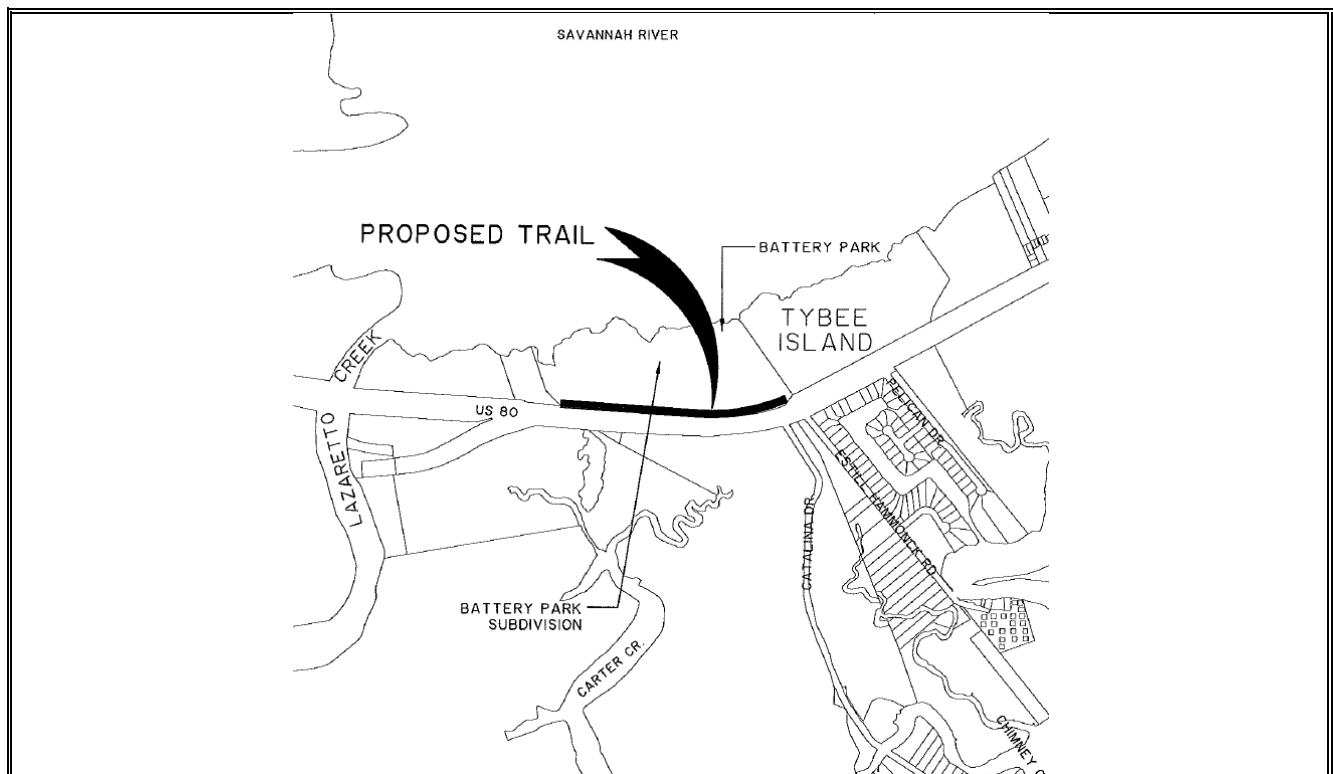 SAVANNAH RIVER
PROPOSED TRAIL
BATTERY PARK
TYBEE
ISLAND
LAZARETTO CREEK
US 80
PELICAN DR.
ESTILL HAMMONCK RD
CATALINA DR.
BATTERY PARK
SUBDIVISION
CARTER CR.
CHIMNEY